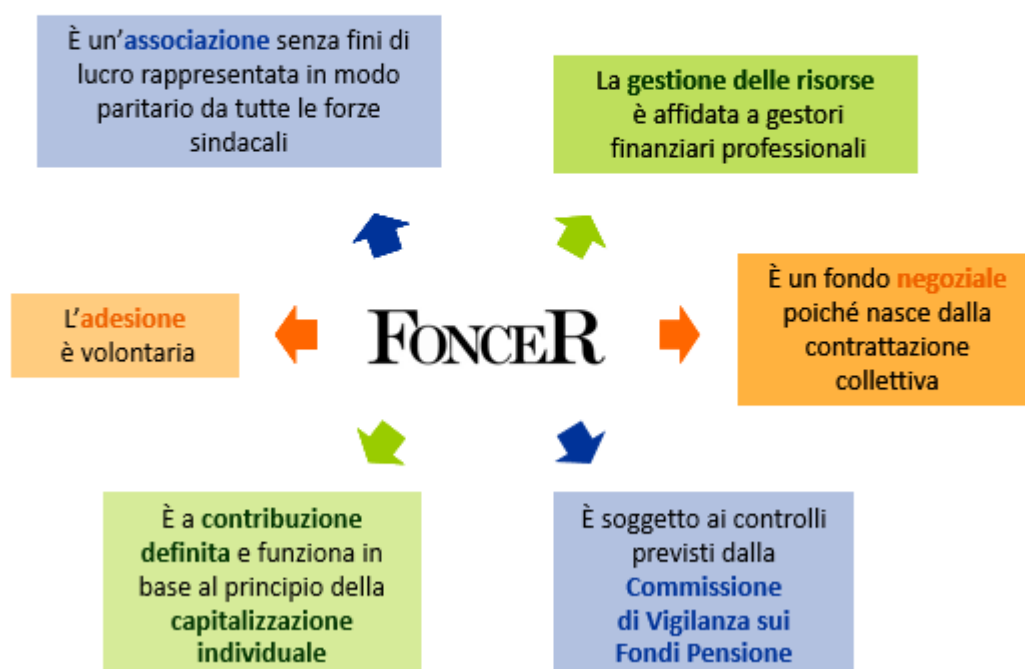 È un'associazione senza fini di
lucro rappresentata in modo
paritario da tutte le forze
sindacali
La gestione delle risorse
è affidata a gestori
finanziari professionali
L'adesione
è volontaria
FONCER
È un fondo negoziale
poiché nasce dalla
contrattazione
collettiva
È a contribuzione
definita e funziona in
base al principio della
capitalizzazione
individuale
È soggetto ai controlli
previsti dalla
Commissione
di Vigilanza sui
Fondi Pensione